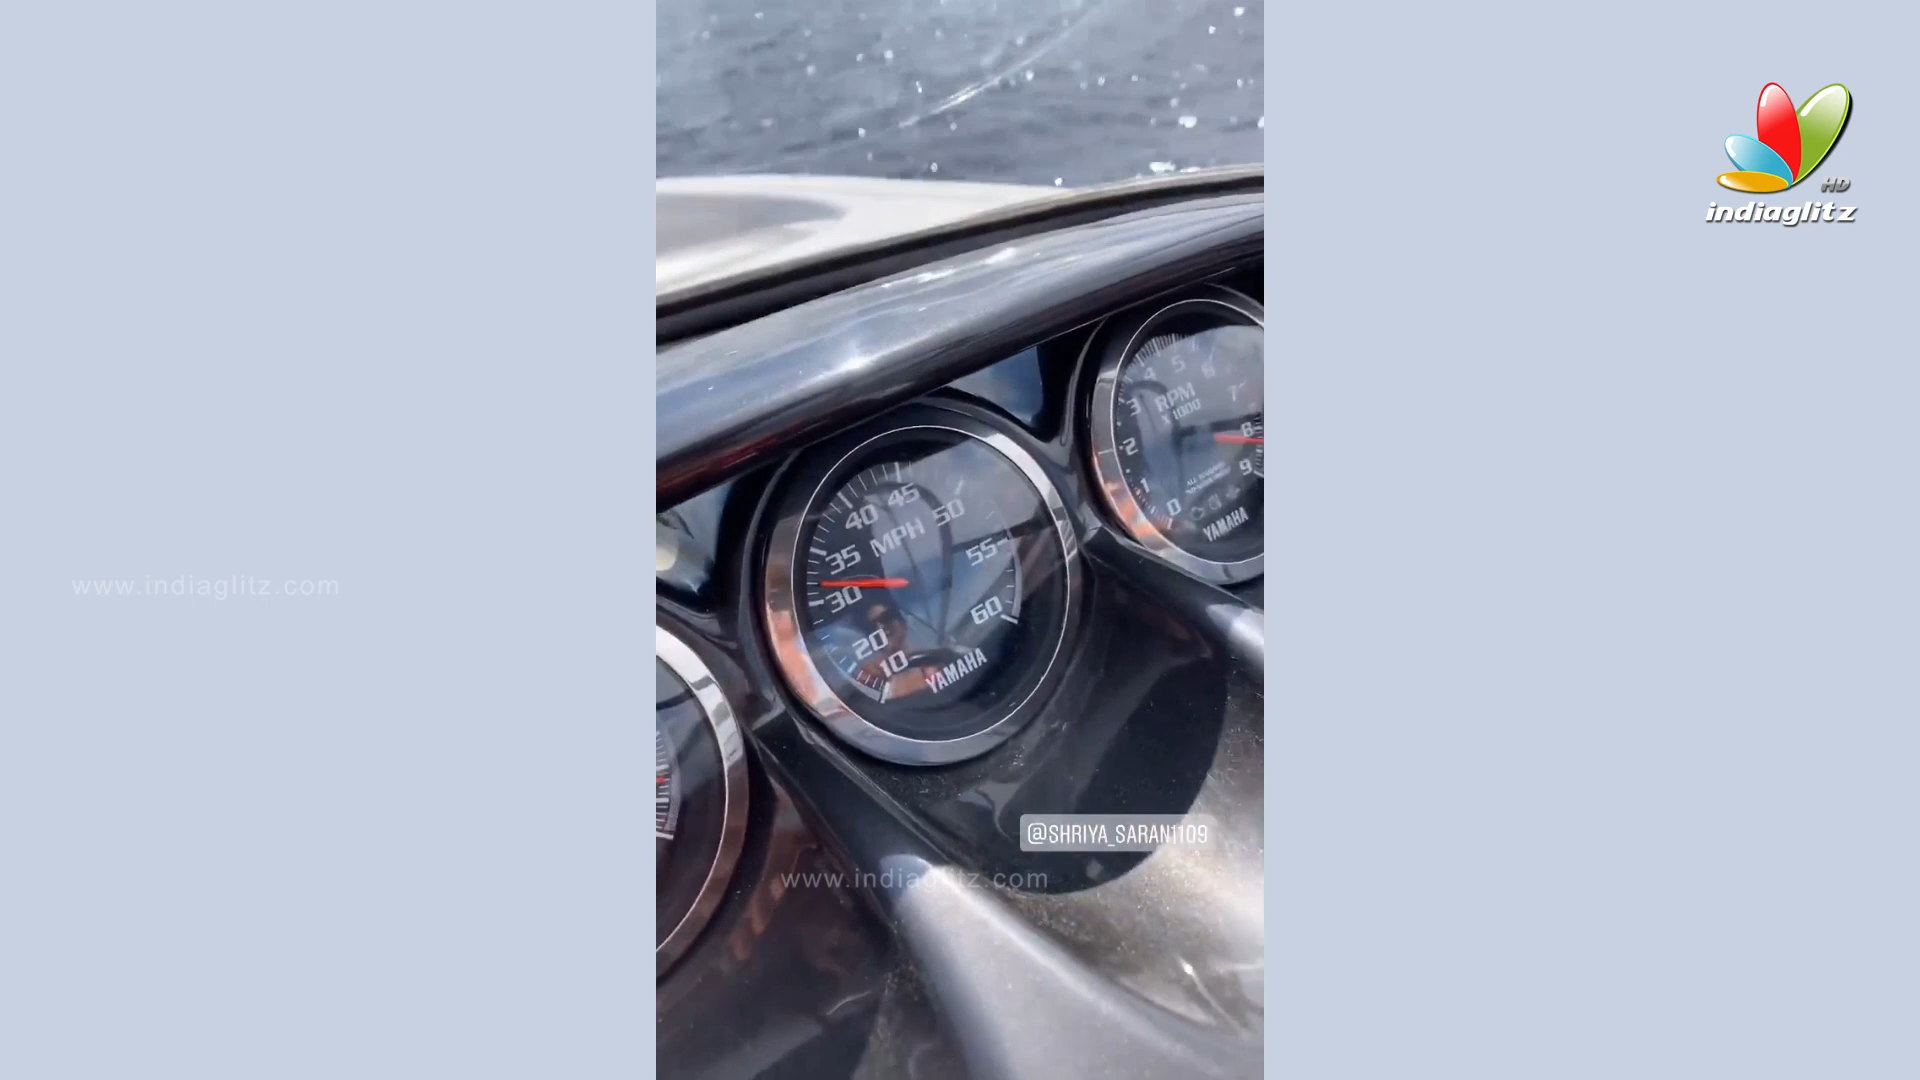 HD
indiaglitz
4 5 6
3 RPM 7
x 1000
2 8
1 9
0
YAMAHA
45
40 50
MPH
35 55
30
60
20
10
YAMAHA
www.indiaglitz.com
@SHRIYA_SARAN1109
www.indiaglitz.com